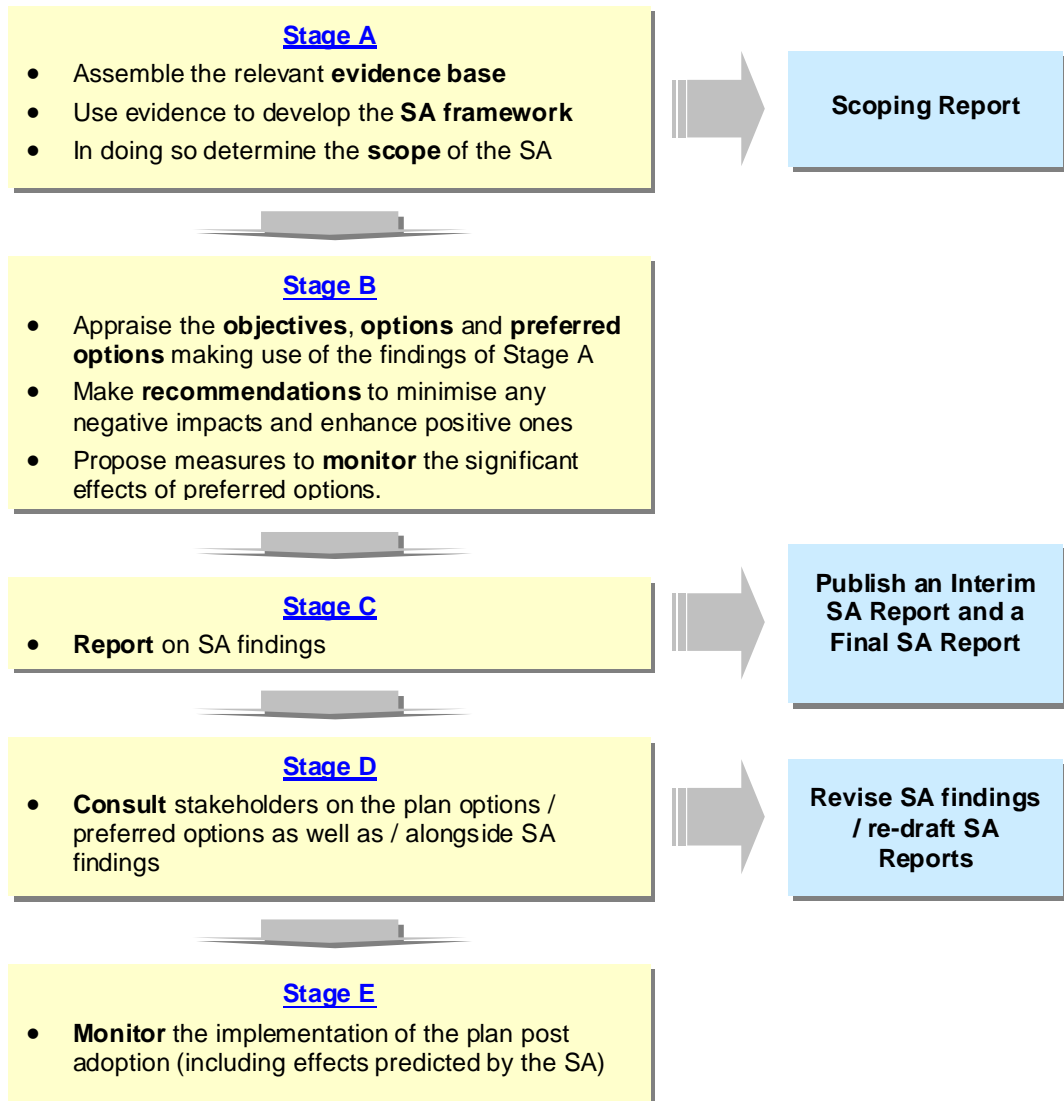 Stage A
• Assemble the relevant evidence base
• Use evidence to develop the SA framework
• In doing so determine the scope of the SA
Scoping Report
Stage B
• Appraise the objectives, options and preferred
options making use of the findings of Stage A
• Make recommendations to minimise any
negative impacts and enhance positive ones
• Propose measures to monitor the significant
effects of preferred options.
Stage C
• Report on SA findings
Publish an Interim
SA Report and a
Final SA Report
Stage D
• Consult stakeholders on the plan options /
preferred options as well as / alongside SA
findings
Revise SA findings
/ re-draft SA
Reports
Stage E
• Monitor the implementation of the plan post
adoption (including effects predicted by the SA)